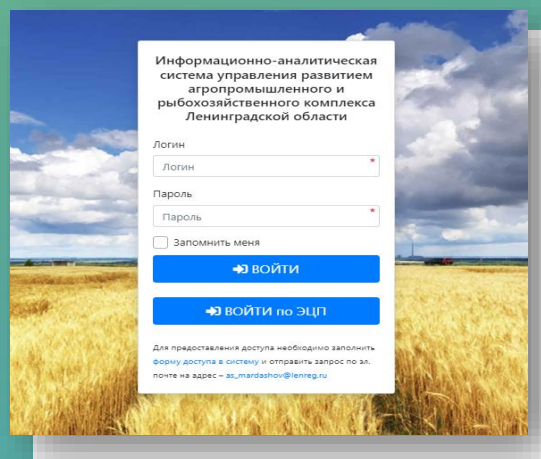 Информационно-аналитическая
система управления развитием
агропромышленного и
рыбохозяйственного комплекса
Ленинградской области
Логин
Логин *
Пароль
Пароль *
Запомнить меня
ВОЙТИ
ВОЙТИ по ЭЦП
Для предоставления доступа необходимо заполнить
форму доступа в систему и отправить запрос по эл.
почте на адрес – as_mardashov@lenreg.ru